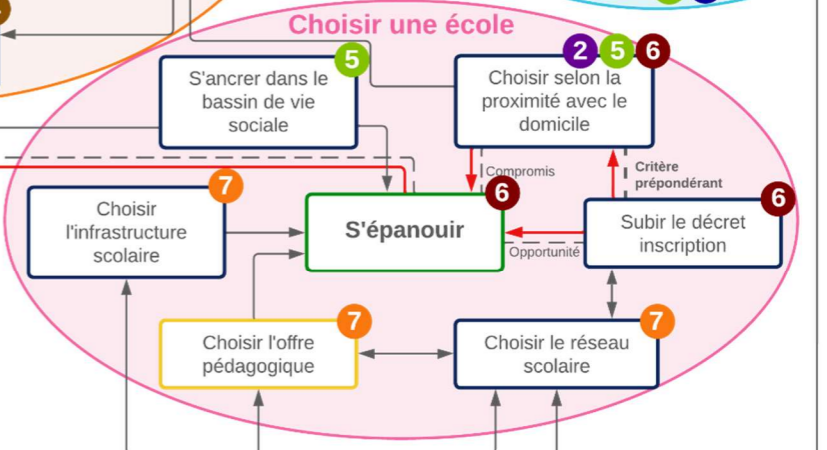 Choisir une école
5
S'ancrer dans le
bassin de vie
sociale
2 5 6
Choisir selon la
proximité avec le
domicile
Compromis
Critère
prépondérant
7
Choisir
l'infrastructure
scolaire
6
S'épanouir
6
Subir le décret
inscription
Opportunité
7
Choisir l'offre
pédagogique
7
Choisir le réseau
scolaire